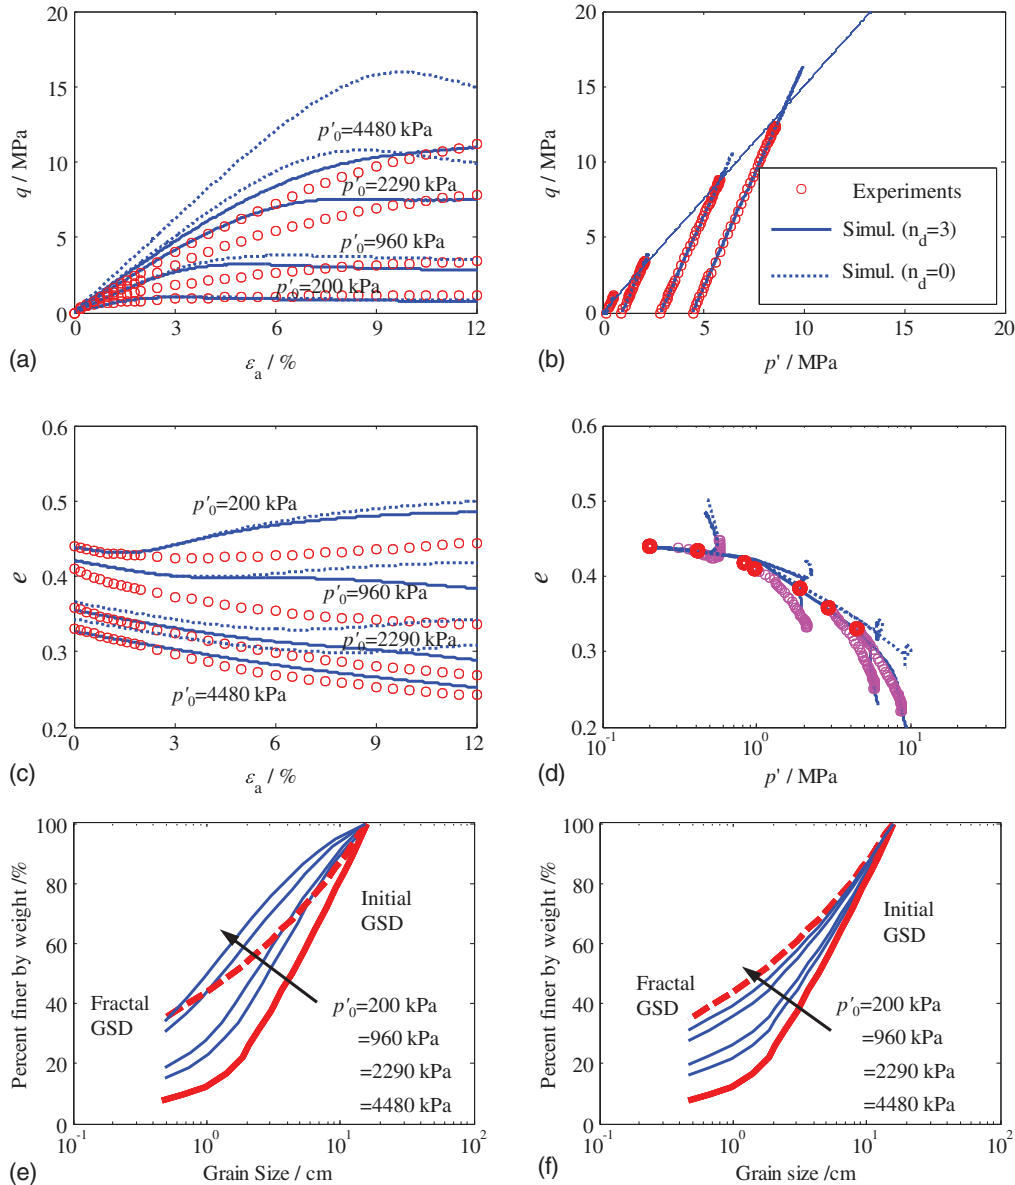 20
15
10
5
0
q / MPa
p'₀=4480 kPa
p'₀=2290 kPa
p'₀=960 kPa
p'₀=200 kPa
0 3 6 9 12
(a)
εₐ / %
20
15
10
5
0
q / MPa
Experiments
Simul. (n_d=3)
Simul. (n_d=0)
0 5 10 15 20
(b)
p' / MPa
0.6
0.5
0.4
0.3
0.2
e
p'₀=200 kPa
p'₀=960 kPa
p'₀=2290 kPa
p'₀=4480 kPa
0 3 6 9 12
(c)
εₐ / %
0.6
0.5
0.4
0.3
0.2
e
10⁻¹ 10⁰ 10¹
(d)
p' / MPa
100
80
60
40
20
0
Percent finer by weight /%
Initial
GSD
Fractal
GSD
p'₀=200 kPa
=960 kPa
=2290 kPa
=4480 kPa
10⁻¹ 10⁰ 10¹ 10²
(e)
Grain Size / cm
100
80
60
40
20
0
Percent finer by weight /%
Initial
GSD
Fractal
GSD
p'₀=200 kPa
=960 kPa
=2290 kPa
=4480 kPa
10⁻¹ 10⁰ 10¹ 10²
(f)
Grain size /cm